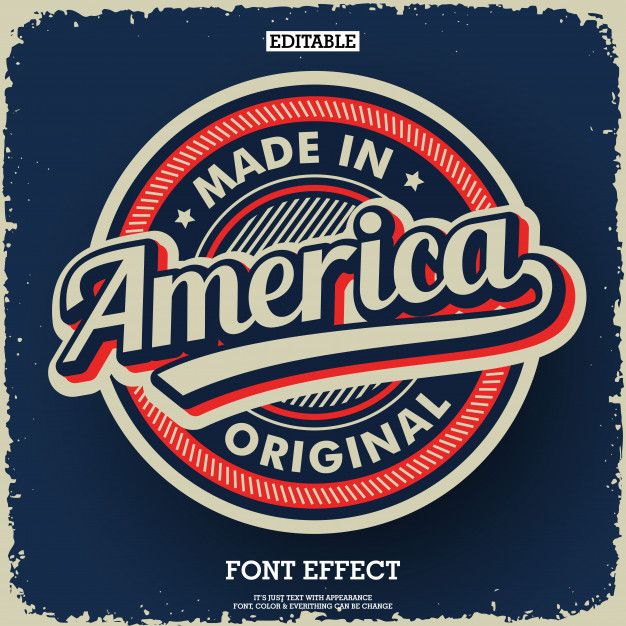 EDITABLE
MADE IN
America
ORIGINAL
FONT EFFECT
IT'S JUST TEXT WITH APPEARANCE
FONT, COLOR & EVERITHING CAN BE CHANGE